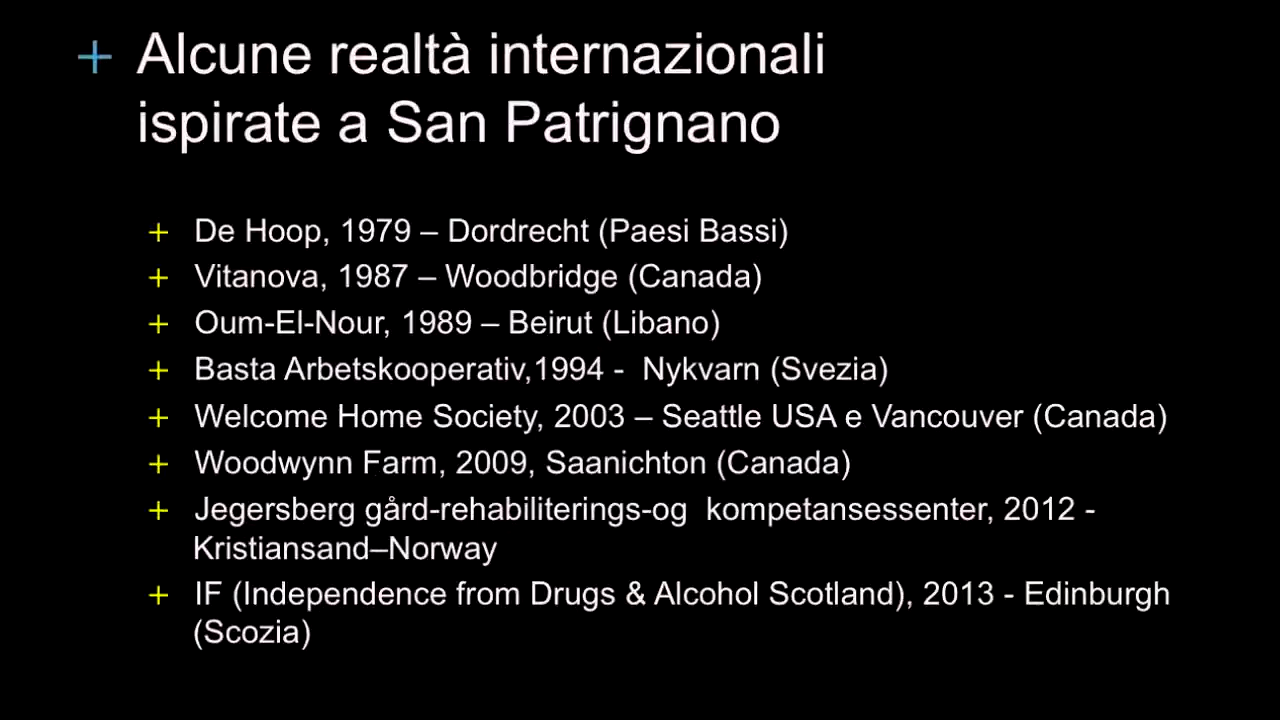 + Alcune realtà internazionali
ispirate a San Patrignano
+ De Hoop, 1979 – Dordrecht (Paesi Bassi)
+ Vitanova, 1987 – Woodbridge (Canada)
+ Oum-El-Nour, 1989 – Beirut (Libano)
+ Basta Arbetskooperativ,1994 -  Nykvarn (Svezia)
+ Welcome Home Society, 2003 – Seattle USA e Vancouver (Canada)
+ Woodwynn Farm, 2009, Saanichton (Canada)
+ Jegersberg gård-rehabiliterings-og  kompetansessenter, 2012 -
Kristiansand–Norway
+ IF (Independence from Drugs & Alcohol Scotland), 2013 - Edinburgh
(Scozia)